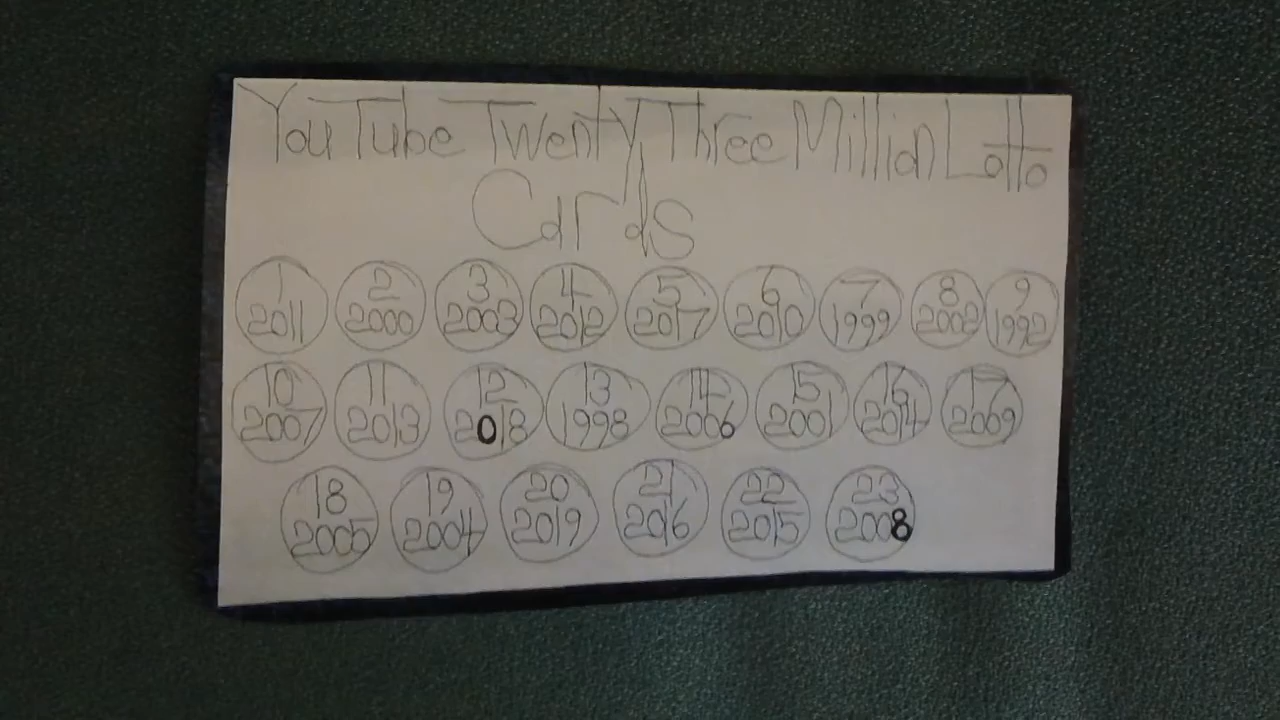 YouTube Twenty Three Million Lotto
Cards
1 2 3 4 5 6 7 8 9
2011 2000 2003 2012 2017 2010 1999 2002 1992
10 11 12 13 14 15 16 17
2007 2013 2018 1998 2006 2001 2014 2009
18 19 20 21 22 23
2005 2004 2019 2016 2015 2008